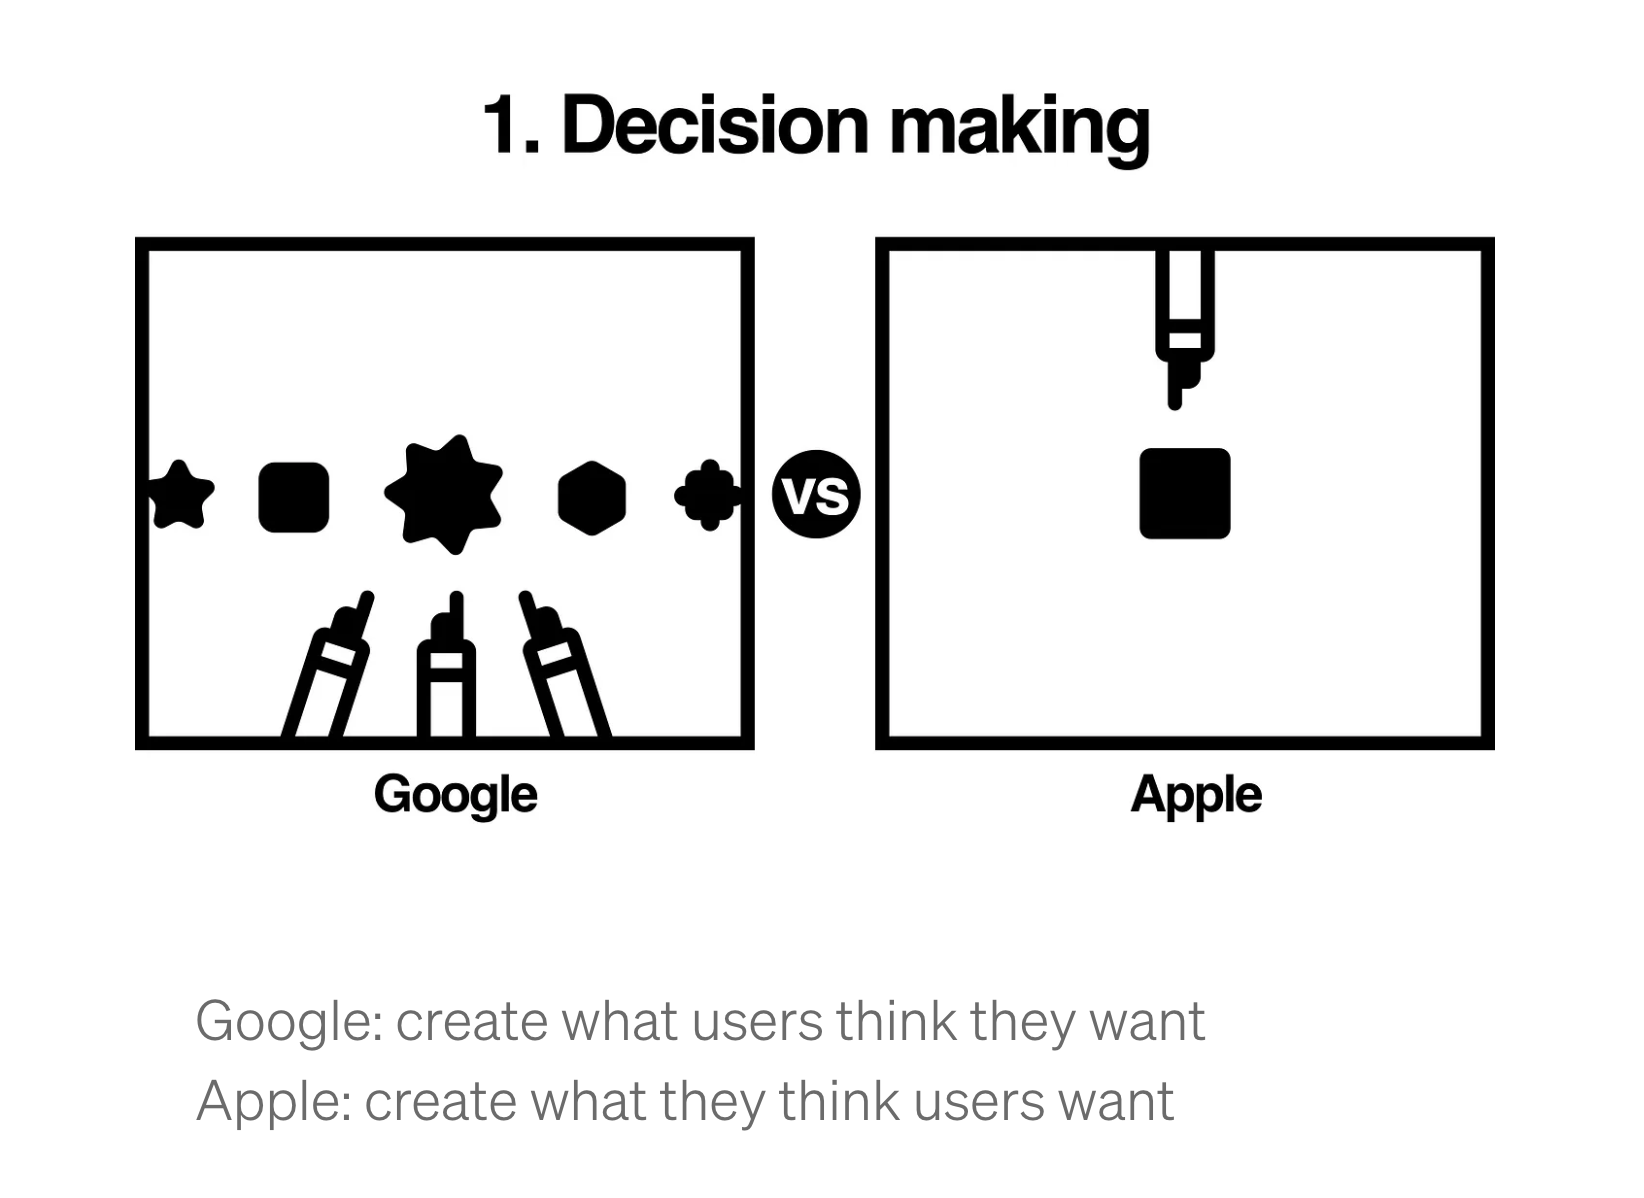 1. Decision making
VS
Google
Apple
Google: create what users think they want
Apple: create what they think users want